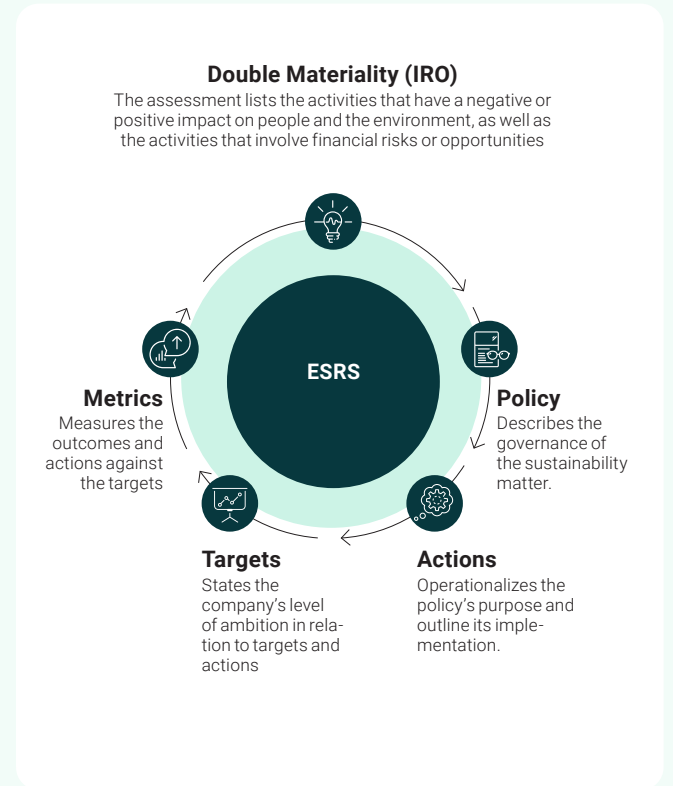 Double Materiality (IRO)
The assessment lists the activities that have a negative or
positive impact on people and the environment, as well as
the activities that involve financial risks or opportunities
ESRS
Metrics
Measures the
outcomes and
actions against
the targets
Policy
Describes the
governance of
the sustainability
matter.
Targets
States the
company's level
of ambition in rela-
tion to targets and
actions
Actions
Operationalizes the
policy's purpose and
outline its imple-
mentation.